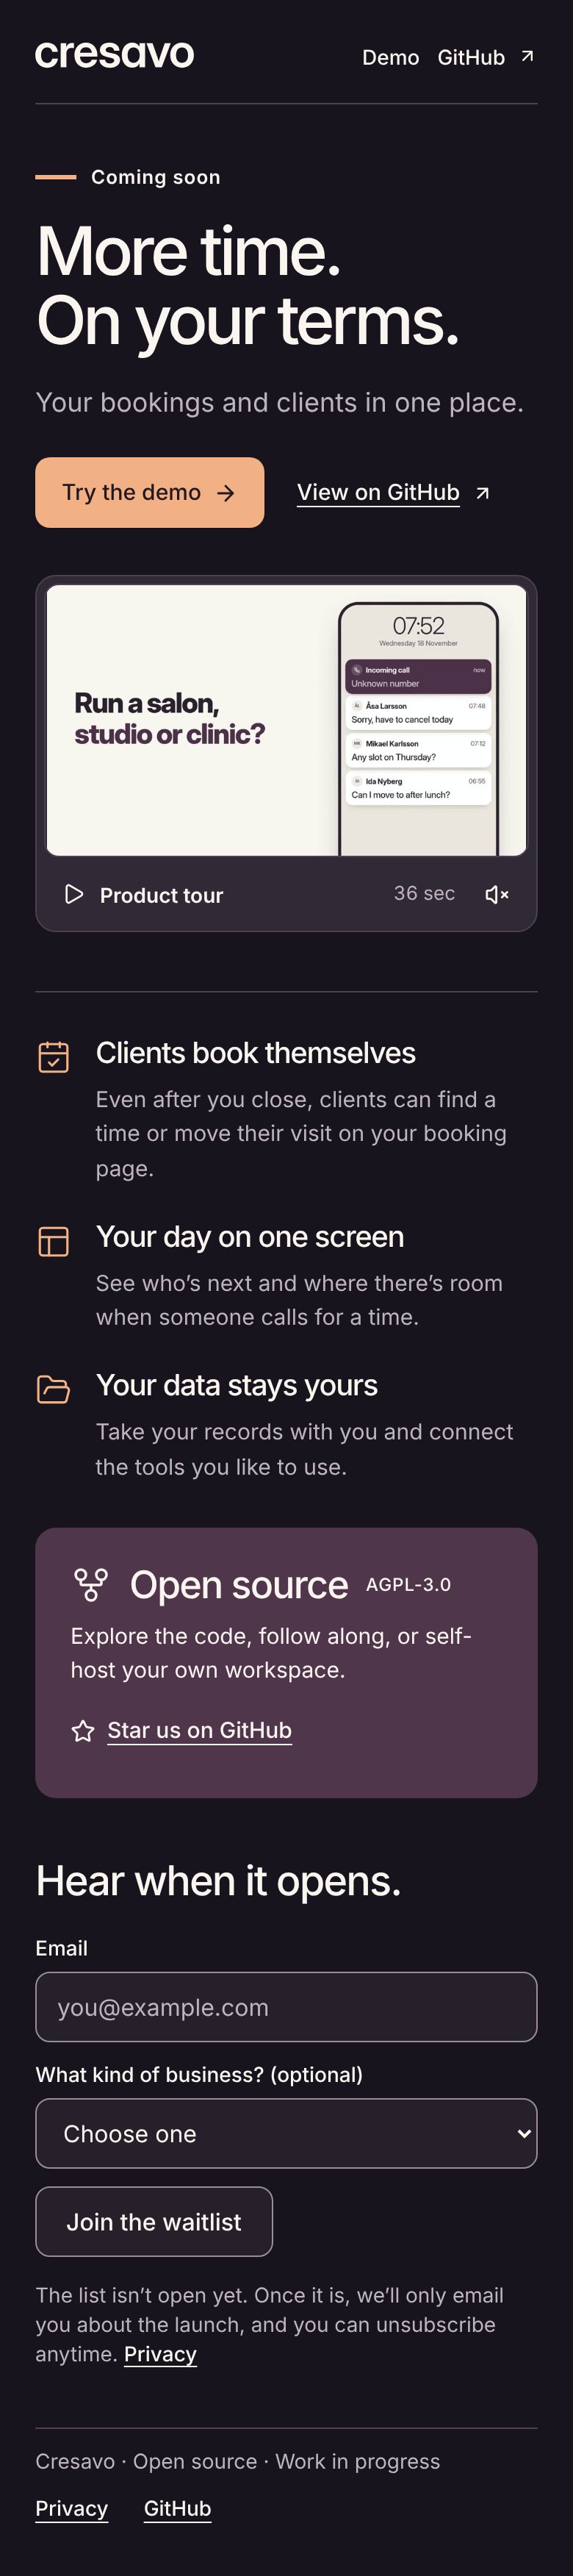 cresavo
Demo GitHub
Coming soon
More time.
On your terms.
Your bookings and clients in one place.
Try the demo
View on GitHub
Run a salon,
studio or clinic?
07:52
Wednesday 18 November
Incoming call now
Unknown number
ÅL Åsa Larsson 07:48
Sorry, have to cancel today
MK Mikael Karlsson 07:12
Any slot on Thursday?
Ida Nyberg 06:55
Can I move to after lunch?
Product tour
36 sec
Clients book themselves
Even after you close, clients can find a
time or move their visit on your booking
page.
Your day on one screen
See who’s next and where there’s room
when someone calls for a time.
Your data stays yours
Take your records with you and connect
the tools you like to use.
Open source AGPL-3.0
Explore the code, follow along, or self-
host your own workspace.
Star us on GitHub
Hear when it opens.
Email
you@example.com
What kind of business? (optional)
Choose one
Join the waitlist
The list isn’t open yet. Once it is, we’ll only email
you about the launch, and you can unsubscribe
anytime. Privacy
Cresavo · Open source · Work in progress
Privacy GitHub